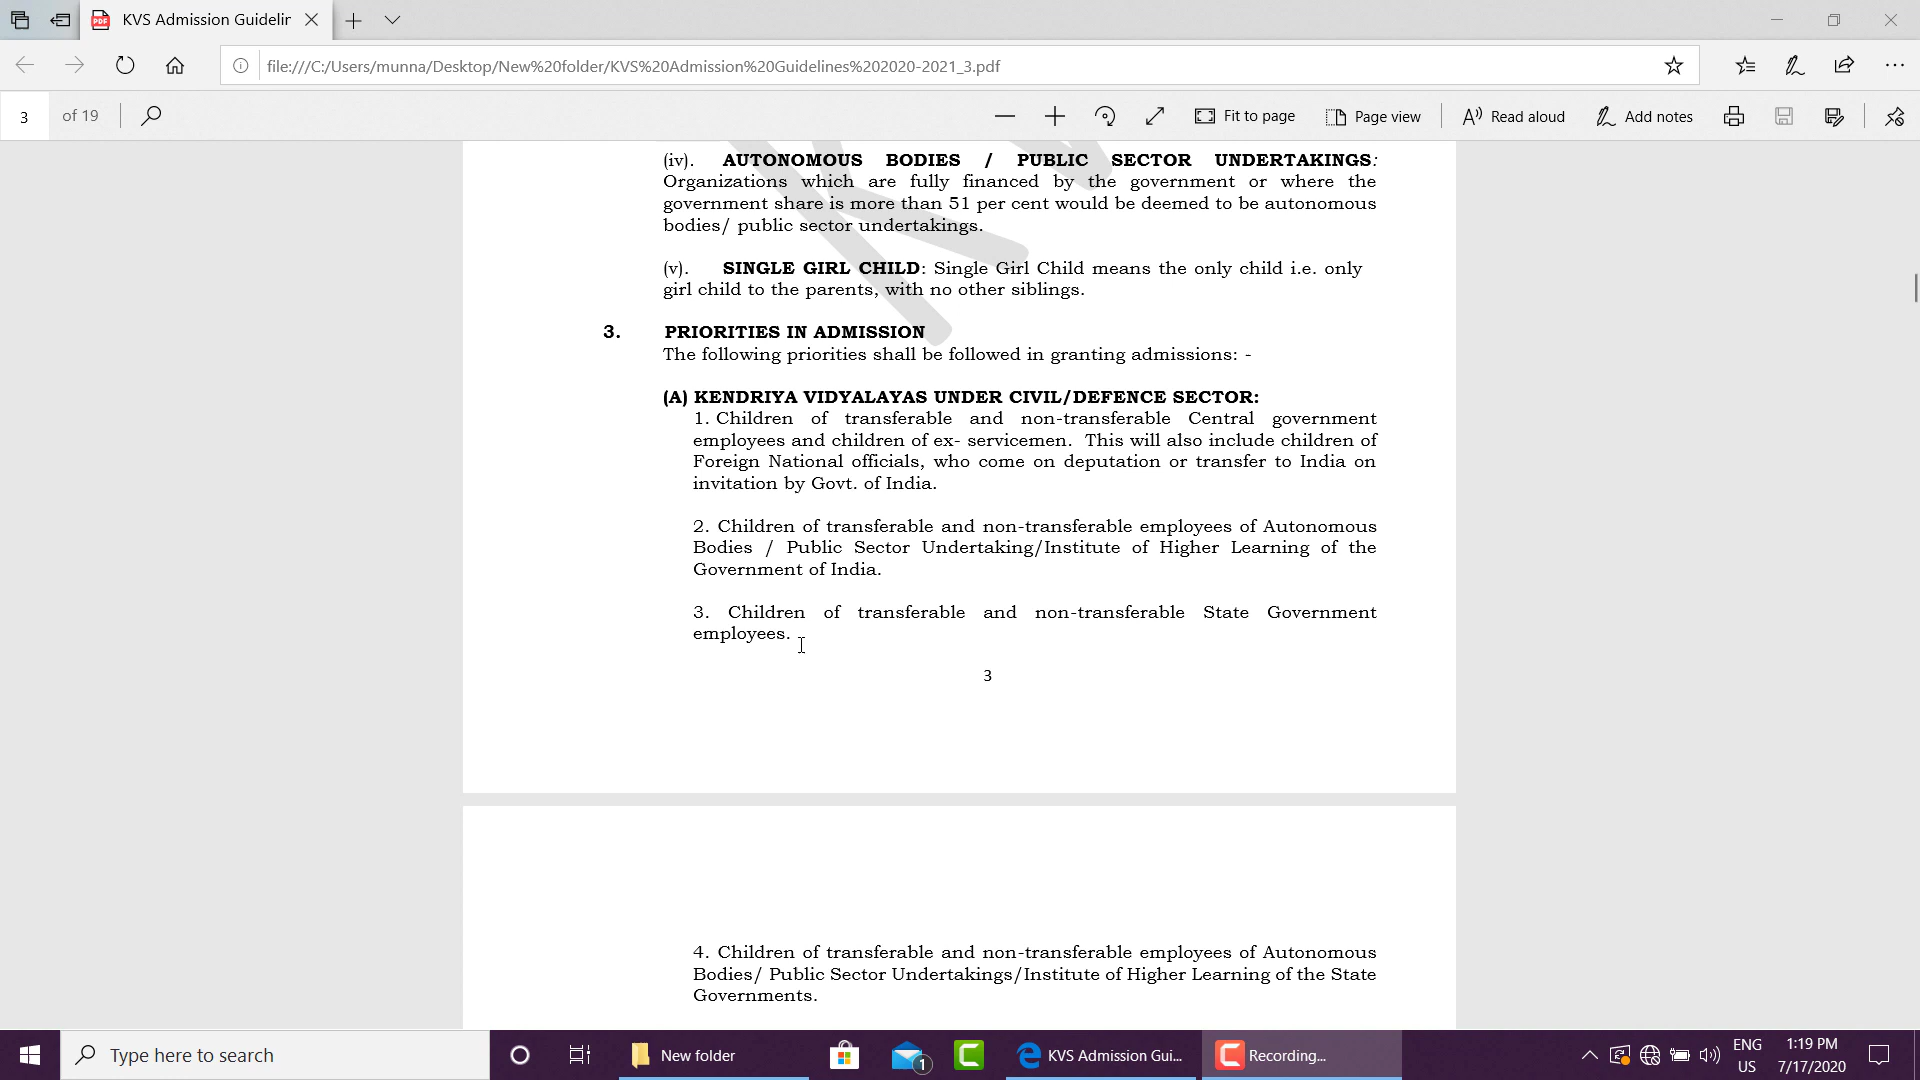 KVS Admission Guidelir
file:///C:/Users/munna/Desktop/New%20folder/KVS%20Admission%20Guidelines%202020-2021_3.pdf
3 of 19 Fit to page Page view Read aloud Add notes
(iv). AUTONOMOUS BODIES / PUBLIC SECTOR UNDERTAKINGS:
Organizations which are fully financed by the government or where the
government share is more than 51 per cent would be deemed to be autonomous
bodies/ public sector undertakings.
(v). SINGLE GIRL CHILD: Single Girl Child means the only child i.e. only
girl child to the parents, with no other siblings.
3. PRIORITIES IN ADMISSION
The following priorities shall be followed in granting admissions: -
(A) KENDRIYA VIDYALAYAS UNDER CIVIL/DEFENCE SECTOR:
1. Children of transferable and non-transferable Central government
employees and children of ex- servicemen. This will also include children of
Foreign National officials, who come on deputation or transfer to India on
invitation by Govt. of India.
2. Children of transferable and non-transferable employees of Autonomous
Bodies / Public Sector Undertaking/Institute of Higher Learning of the
Government of India.
3. Children of transferable and non-transferable State Government
employees.
3
4. Children of transferable and non-transferable employees of Autonomous
Bodies/ Public Sector Undertakings/Institute of Higher Learning of the State
Governments.
Type here to search New folder 1 KVS Admission Gui... Recording... ENG 1:19 PM
US 7/17/2020